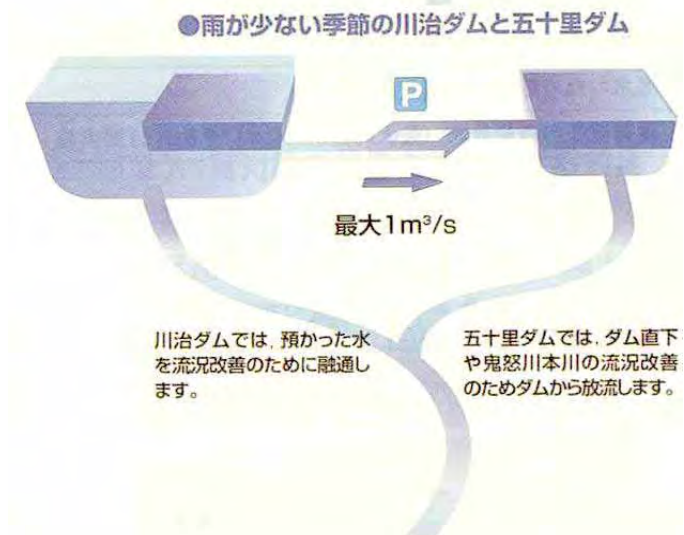 ●雨が少ない季節の川治ダムと五十里ダム
P
最大1m³/s
川治ダムでは，預かった水
を流況改善のために融通し
ます。
五十里ダムでは，ダム直下
や鬼怒川本川の流況改善
のためダムから放流します。